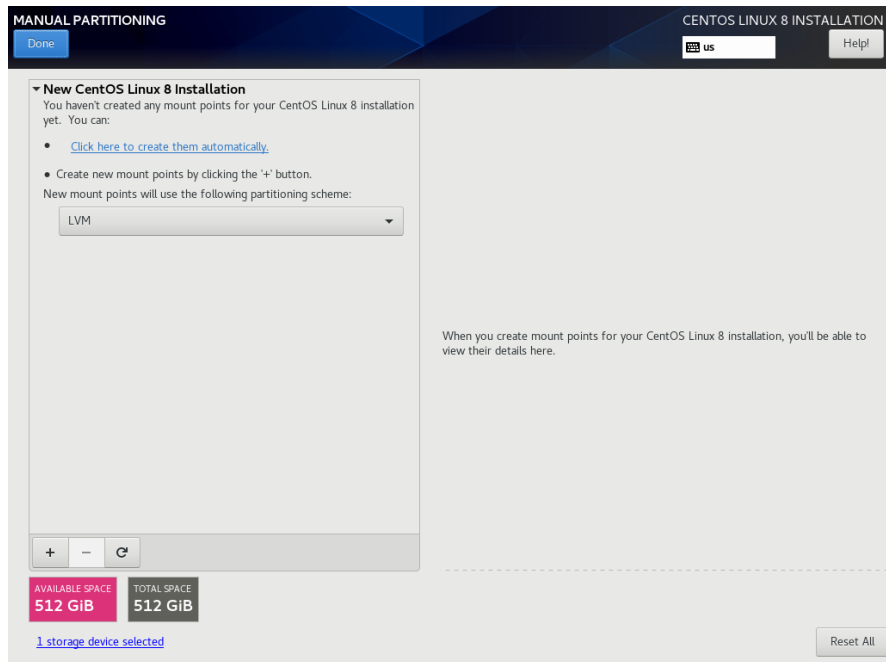 MANUAL PARTITIONING
CENTOS LINUX 8 INSTALLATION
Done
us
Help!
New CentOS Linux 8 Installation
You haven't created any mount points for your CentOS Linux 8 installation
yet. You can:
• Click here to create them automatically.
• Create new mount points by clicking the '+' button.
New mount points will use the following partitioning scheme:
LVM
When you create mount points for your CentOS Linux 8 installation, you'll be able to
view their details here.
+ −
AVAILABLE SPACE
512 GiB
TOTAL SPACE
512 GiB
1 storage device selected
Reset All